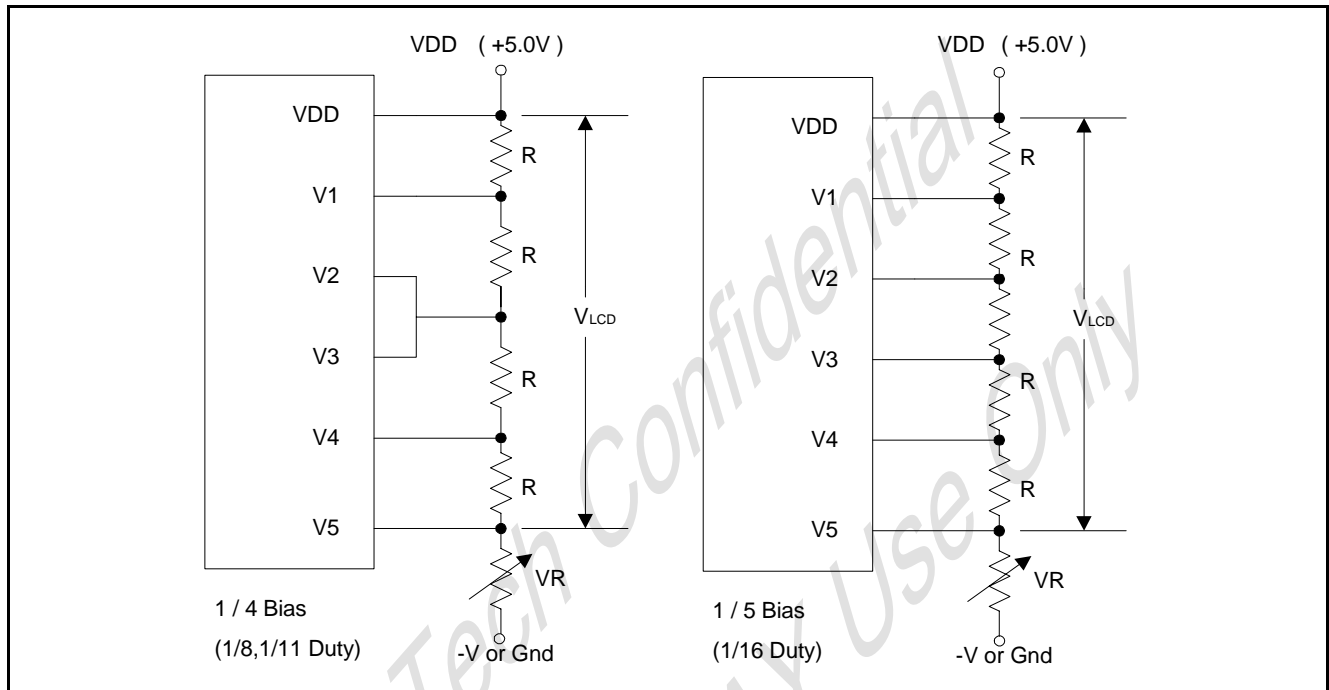 VDD ( +5.0V )
VDD
R
V1
R
V2
V3
VLCD
R
V4
R
V5
VR
1 / 4 Bias
(1/8,1/11 Duty)
-V or Gnd
VDD ( +5.0V )
VDD
R
V1
R
V2
VLCD
V3
R
V4
R
V5
VR
1 / 5 Bias
(1/16 Duty)
-V or Gnd
Tech Confidential
Use Only